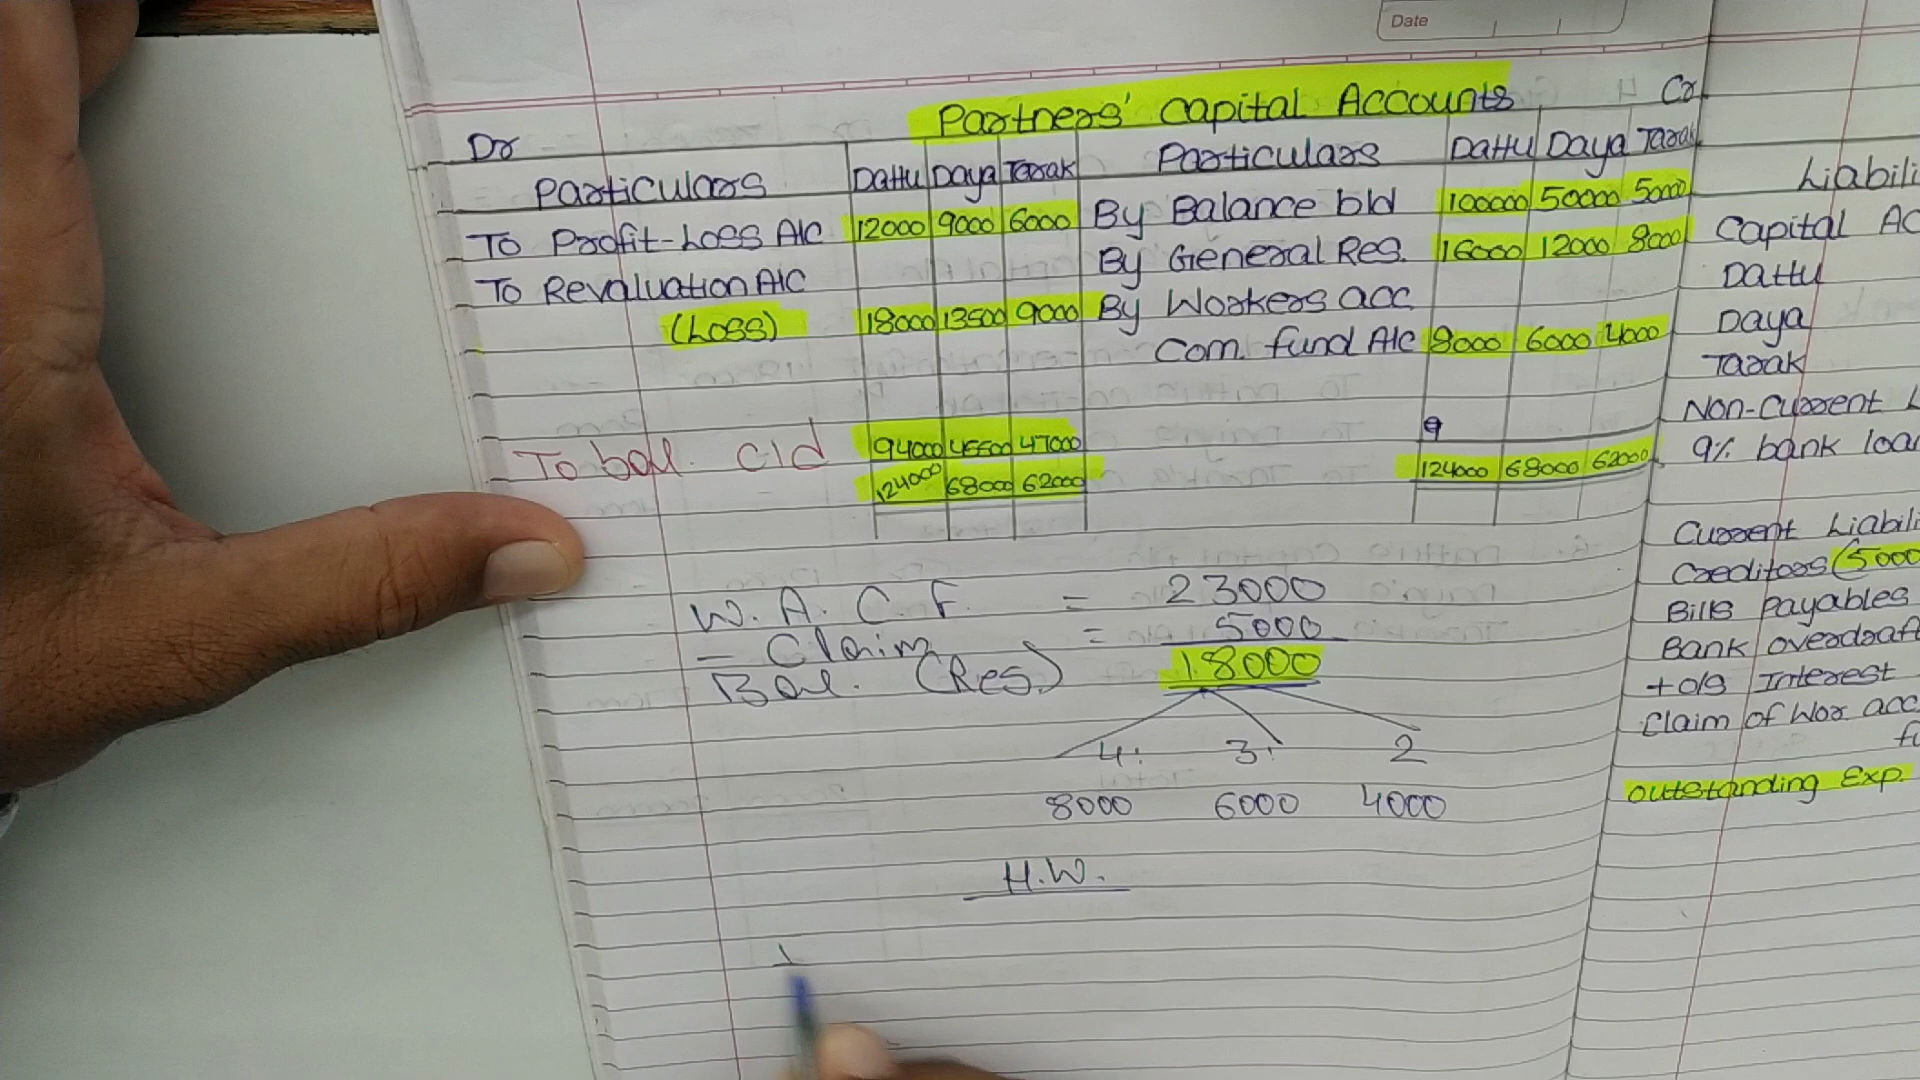 Date
Partners' Capital Accounts
Dr
Cr
Particulars Dattu Daya Tarak Particulars Dattu Daya Tarak
To Profit-Loss A/c 12000 9000 6000 By Balance b/d 100000 50000 50000
To Revaluation A/c By General Res. 16000 12000 8000
(Loss) 18000 13500 9000 By Workers acc.
Com. fund A/c 8000 6000 4000
To bal. c/d 94000 45500 47000
124000 68000 62000 124000 68000 62000
W. A. C. F. = 23000
- Claim = 5000
Bal. (Res.) 18000
4: 3: 2
8000 6000 4000
H.W.
Liabili
Capital Ac
Dattu
Daya
Tarak
Non-Current L
9% bank loa
Current Liabili
Creditors (5000
Bills Payables
Bank overdraft
+ o/s Interest
Claim of Wor acc
outstanding Exp.